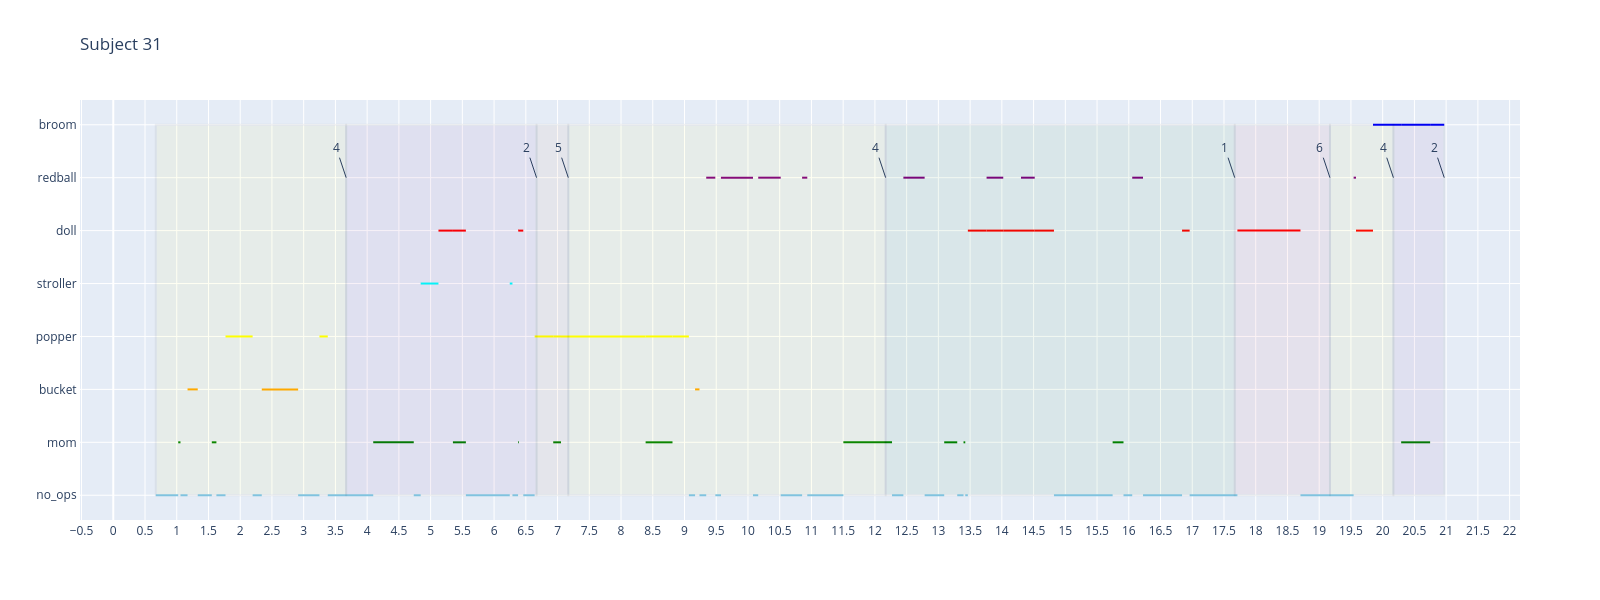 Subject 31
broom
4 2 5 4 1 6 4 2
redball
doll
stroller
popper
bucket
mom
no_ops
−0.5 0 0.5 1 1.5 2 2.5 3 3.5 4 4.5 5 5.5 6 6.5 7 7.5 8 8.5 9 9.5 10 10.5 11 11.5 12 12.5 13 13.5 14 14.5 15 15.5 16 16.5 17 17.5 18 18.5 19 19.5 20 20.5 21 21.5 22